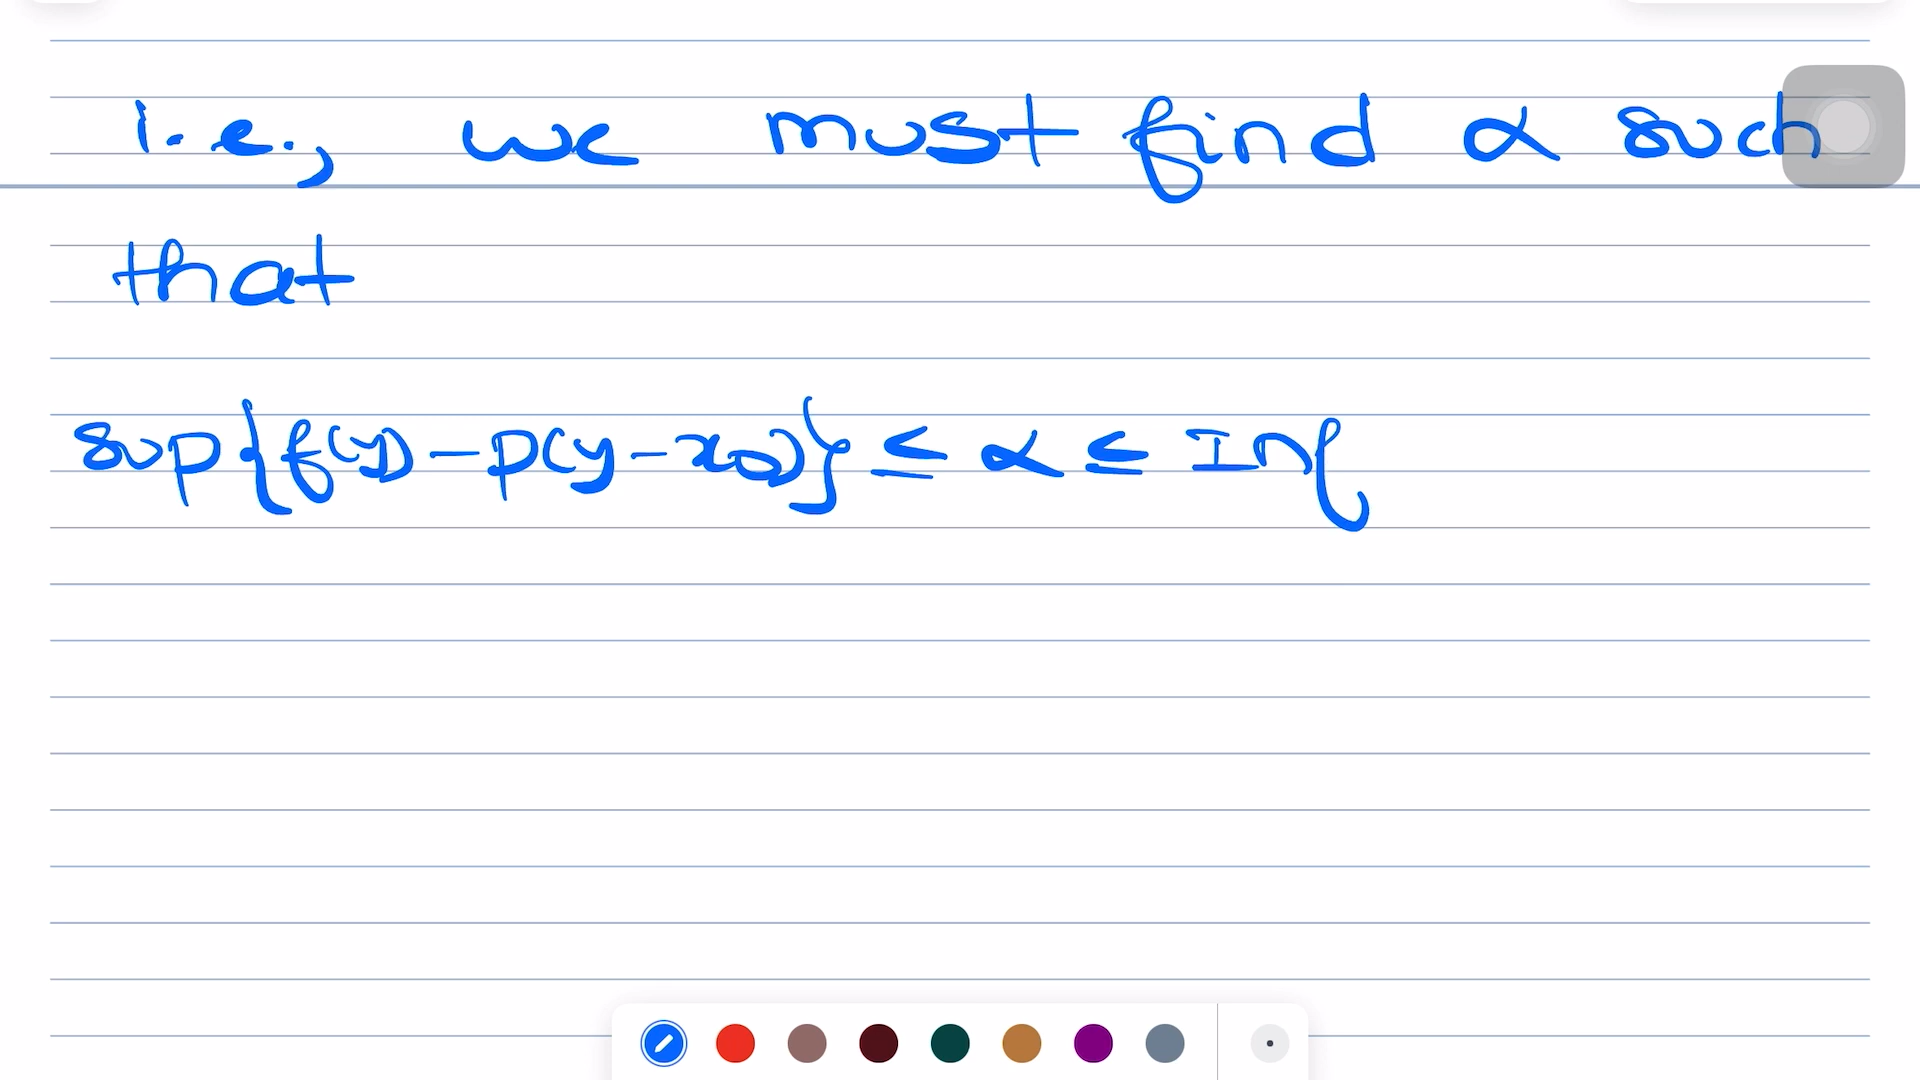 i.e., we must find α such
that
sup{f(y)-p(y-x0)} ≤ α ≤ Inf